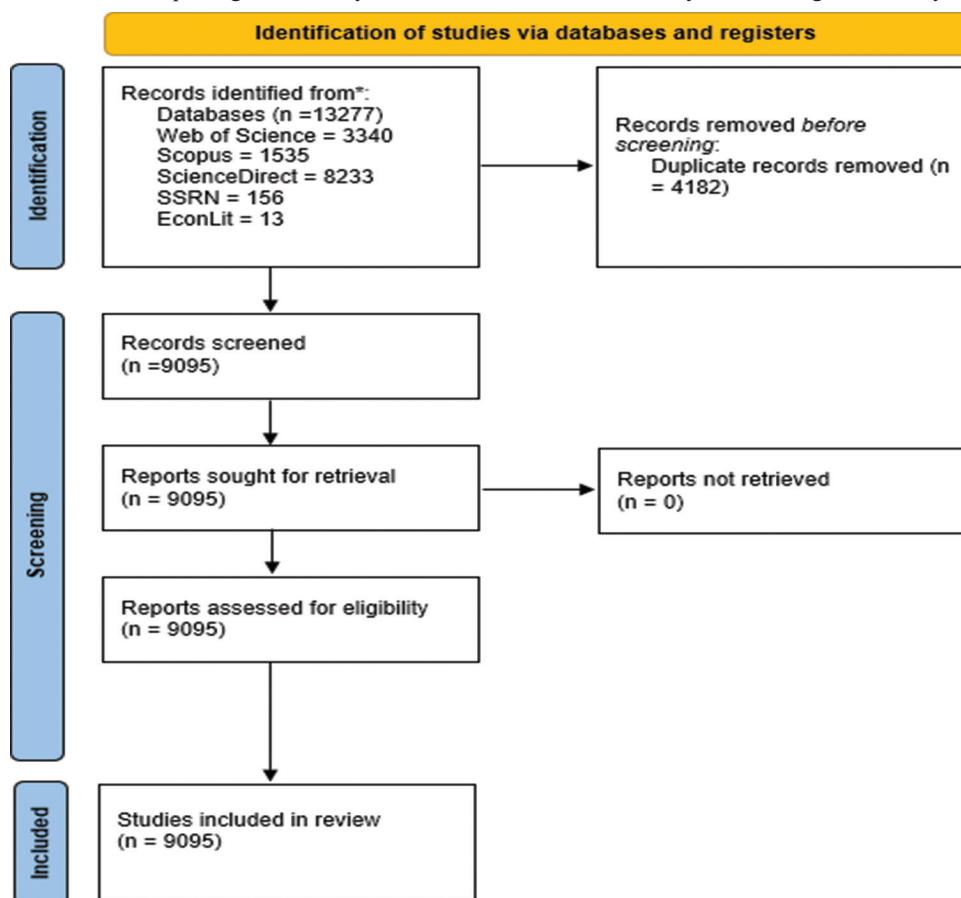 Identification of studies via databases and registers
Identification
Records identified from*:
Databases (n =13277)
Web of Science = 3340
Scopus = 1535
ScienceDirect = 8233
SSRN = 156
EconLit = 13
Records removed before
screening:
Duplicate records removed (n
= 4182)
Screening
Records screened
(n =9095)
Reports sought for retrieval
(n = 9095)
Reports not retrieved
(n = 0)
Reports assessed for eligibility
(n = 9095)
Included
Studies included in review
(n = 9095)